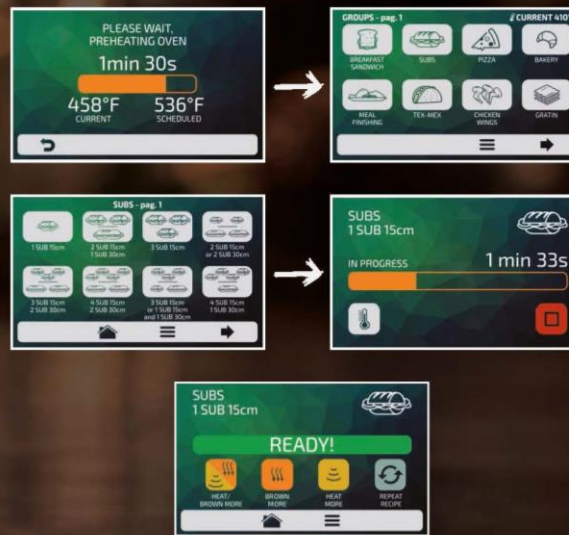 PLEASE WAIT,
PREHEATING OVEN
1min 30s
458°F 536°F
CURRENT SCHEDULED
GROUPS - pag. 1 CURRENT 410°
BREAKFAST SANDWICH
SUBS
PIZZA
BAKERY
MEAL FINISHING
TEX-MEX
CHICKEN WINGS
GRATIN
SUBS - pag. 1
1 SUB 15cm
2 SUB 15cm
1 SUB 30cm
3 SUB 15cm
2 SUB 15cm
or 2 SUB 30cm
3 SUB 15cm
2 SUB 30cm
4 SUB 15cm
2 SUB 30cm
3 SUB 15cm
or 1 SUB 15cm
and 1 SUB 30cm
4 SUB 15cm
1 SUB 30cm
SUBS
1 SUB 15cm
IN PROGRESS 1 min 33s
SUBS
1 SUB 15cm
READY!
HEAT/
BROWN MORE
BROWN
MORE
HEAT
MORE
REPEAT
RECIPE